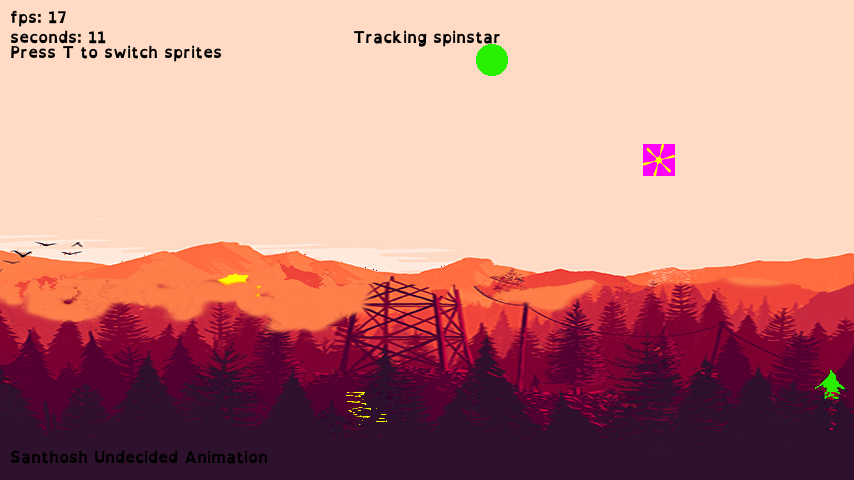 fps: 17
seconds: 11
Press T to switch sprites
Tracking spinstar
Santhosh Undecided Animation